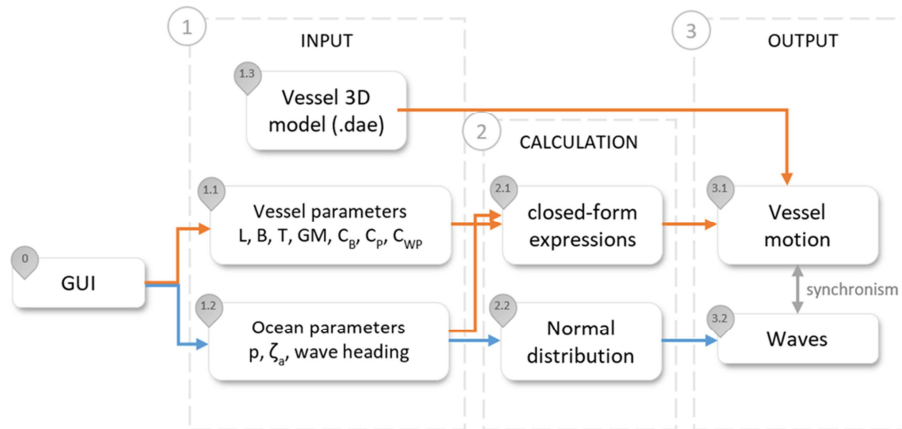 1
INPUT
3
OUTPUT
1.3
Vessel 3D
model (.dae)
2
CALCULATION
1.1
Vessel parameters
L, B, T, GM, C_B, C_P, C_WP
2.1
closed-form
expressions
3.1
Vessel
motion
0
GUI
synchronism
1.2
Ocean parameters
p, ζ_a, wave heading
2.2
Normal
distribution
3.2
Waves